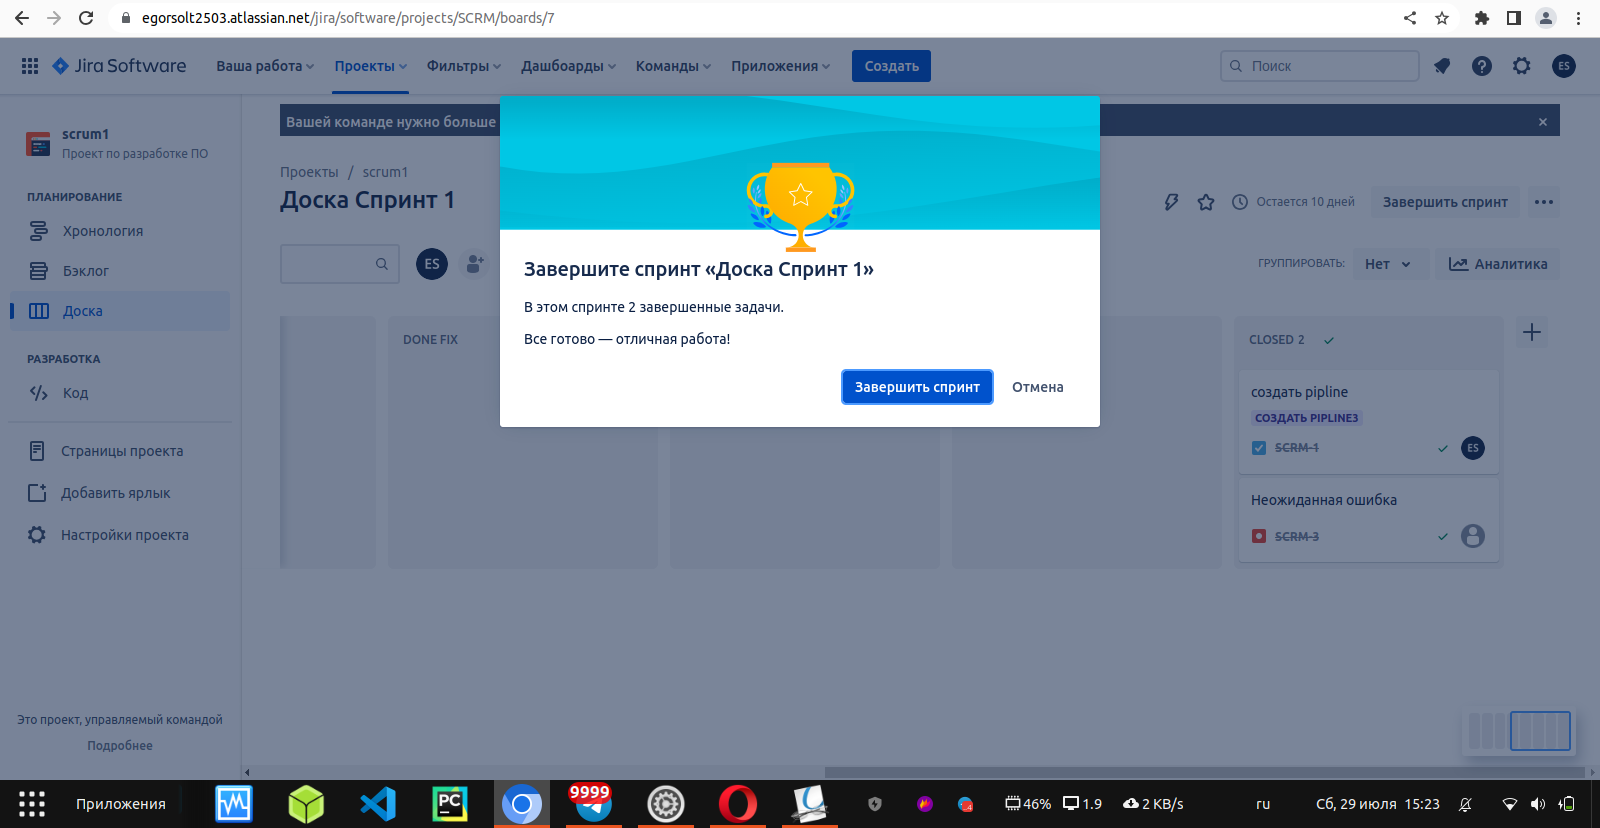 egorsolt2503.atlassian.net/jira/software/projects/SCRM/boards/7
Jira Software
Ваша работа
Проекты
Фильтры
Дашборды
Команды
Приложения
Создать
Поиск
ES
scrum1
Проект по разработке ПО
ПЛАНИРОВАНИЕ
Хронология
Бэклог
Доска
РАЗРАБОТКА
Код
Страницы проекта
Добавить ярлык
Настройки проекта
Это проект, управляемый командой
Подробнее
Вашей команде нужно больше
Проекты / scrum1
Доска Спринт 1
Остается 10 дней
Завершить спринт
ES
ГРУППИРОВАТЬ:
Нет
Аналитика
Завершите спринт «Доска Спринт 1»
В этом спринте 2 завершенные задачи.
Все готово — отличная работа!
Завершить спринт
Отмена
DONE FIX
CLOSED 2
создать pipline
СОЗДАТЬ PIPLINE3
SCRM-1
ES
Неожиданная ошибка
SCRM-3
Приложения
PC
9999
46%
1.9
2 KB/s
ru
Сб, 29 июля 15:23